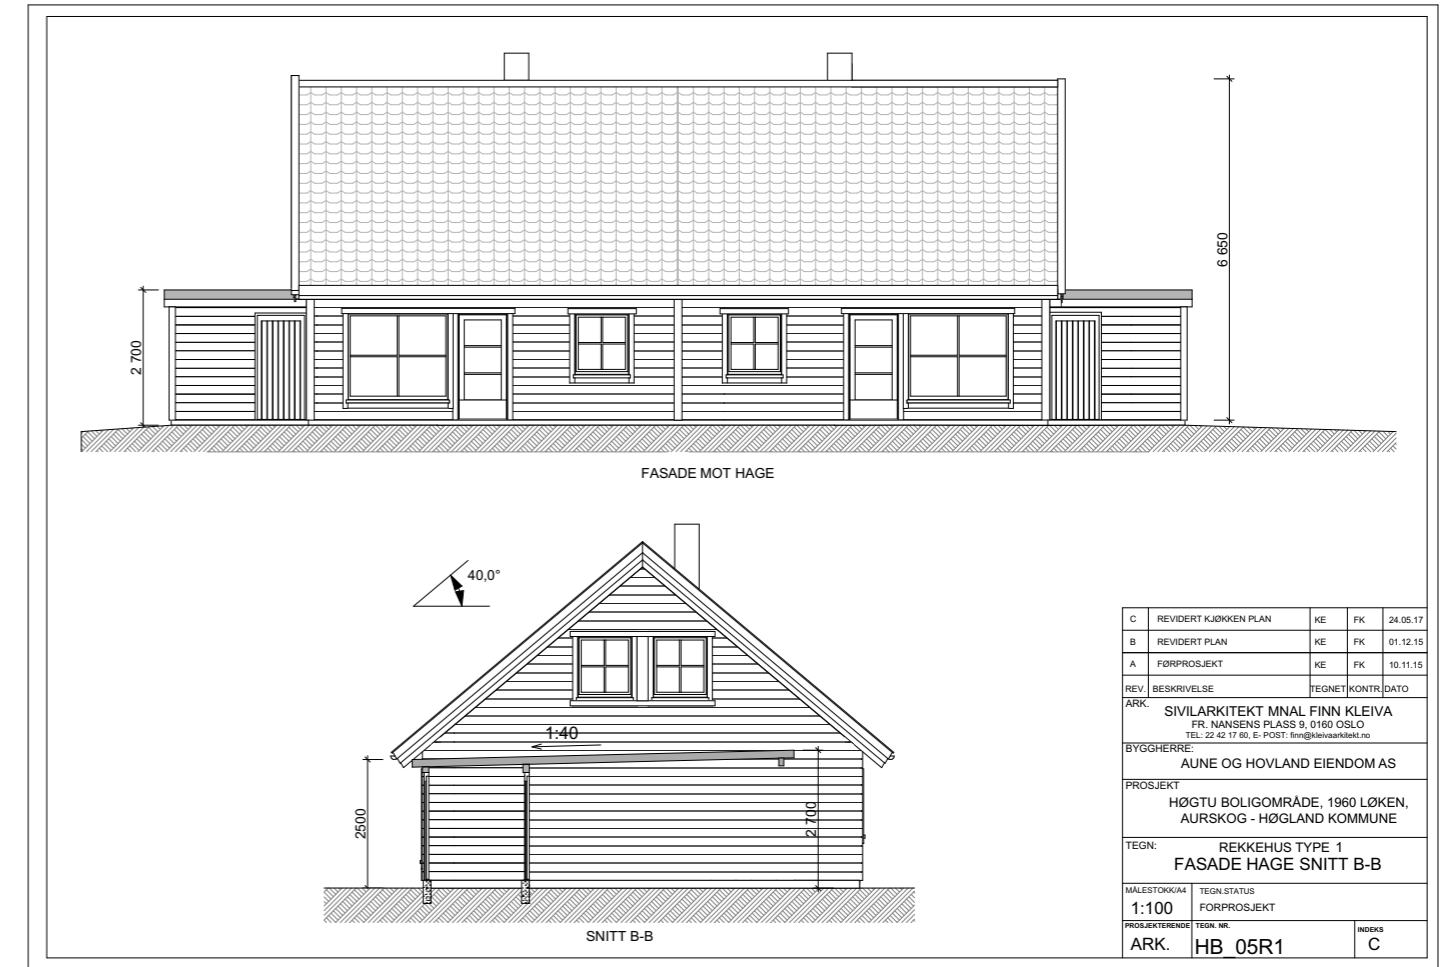 2 700
6 650
FASADE MOT HAGE
40,0°
1:40
2500
2 700
SNITT B-B
C REVIDERT KJØKKEN PLAN KE FK 24.05.17
B REVIDERT PLAN KE FK 01.12.15
A FØRPROSJEKT KE FK 10.11.15
REV. BESKRIVELSE TEGNET KONTR. DATO
ARK.
SIVILARKITEKT MNAL FINN KLEIVA
FR. NANSENS PLASS 9, 0160 OSLO
TEL: 22 42 17 60, E- POST: finn@kleivaarkitekt.no
BYGGHERRE:
AUNE OG HOVLAND EIENDOM AS
PROSJEKT
HØGTU BOLIGOMRÅDE, 1960 LØKEN,
AURSKOG - HØGLAND KOMMUNE
TEGN:
REKKEHUS TYPE 1
FASADE HAGE SNITT B-B
MÅLESTOKK/A4 TEGN.STATUS
1:100 FORPROSJEKT
PROSJEKTERENDE TEGN. NR. INDEKS
ARK. HB_05R1 C